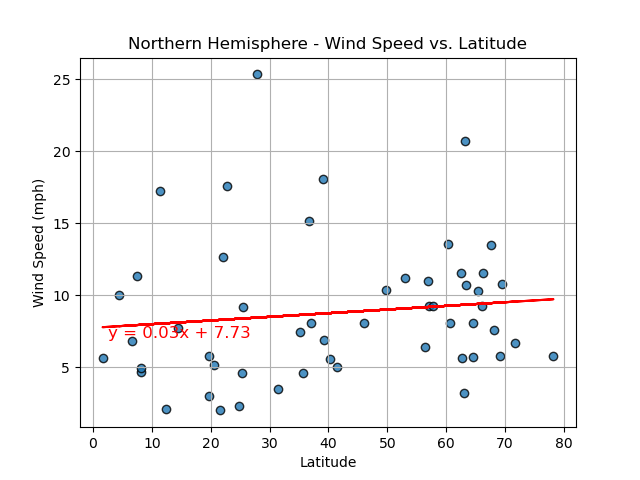 Northern Hemisphere - Wind Speed vs. Latitude
25
20
15
10
5
Wind Speed (mph)
y = 0.03x + 7.73
0 10 20 30 40 50 60 70 80
Latitude